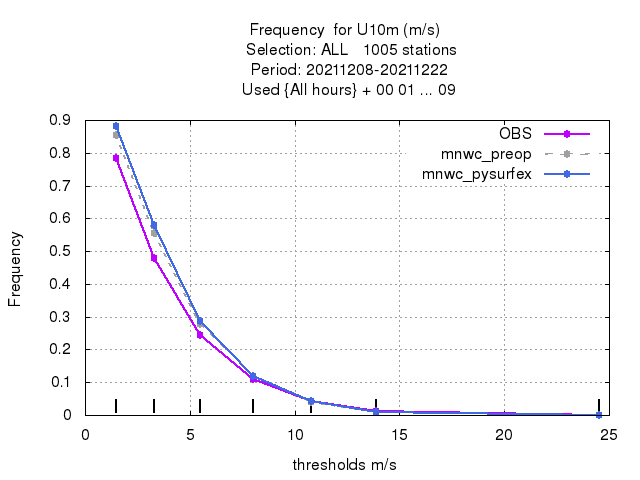 Frequency  for U10m (m/s)
Selection: ALL   1005 stations
Period: 20211208-20211222
Used {All hours} + 00 01 ... 09
OBS
mnwc_preop
mnwc_pysurfex
Frequency
0.9
0.8
0.7
0.6
0.5
0.4
0.3
0.2
0.1
0
0 5 10 15 20 25
thresholds m/s